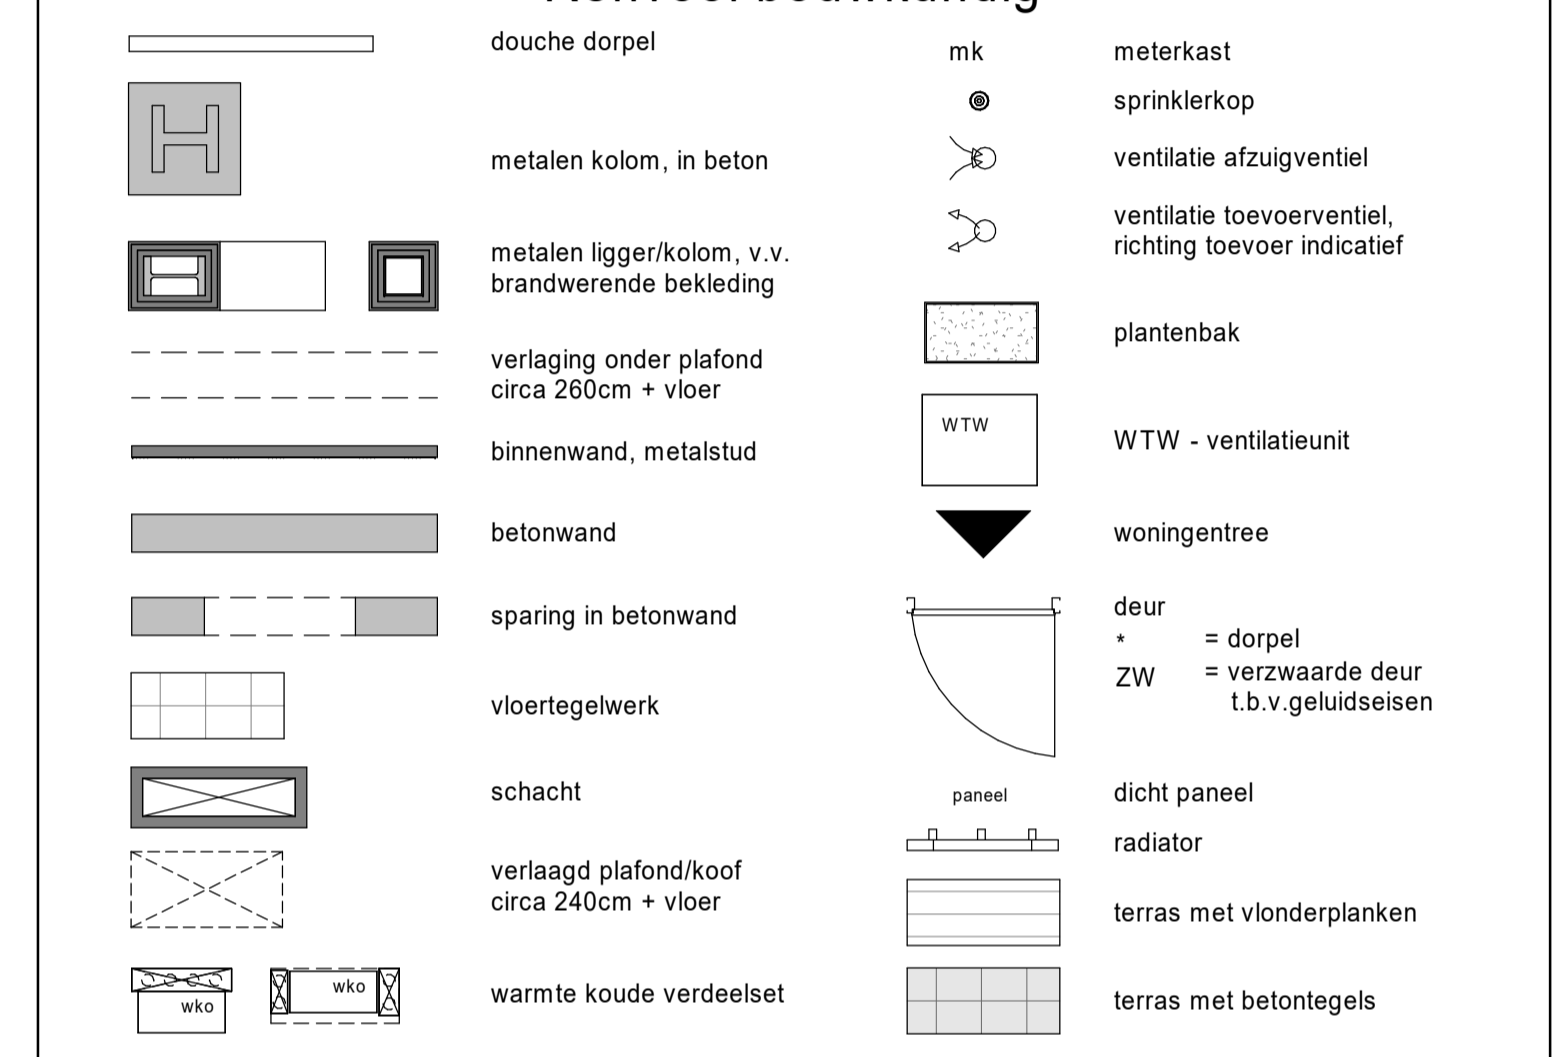 douche dorpel
metalen kolom, in beton
metalen ligger/kolom, v.v.
brandwerende bekleding
verlaging onder plafond
circa 260cm + vloer
binnenwand, metalstud
betonwand
sparing in betonwand
vloertegelwerk
schacht
verlaagd plafond/koof
circa 240cm + vloer
wko wko warmte koude verdeelset
mk meterkast
sprinklerkop
ventilatie afzuigventiel
ventilatie toevoerventiel,
richting toevoer indicatief
plantenbak
WTW
WTW - ventilatieunit
woningentree
deur
* = dorpel
ZW = verzwaarde deur
t.b.v.geluidseisen
paneel dicht paneel
radiator
terras met vlonderplanken
terras met betontegels